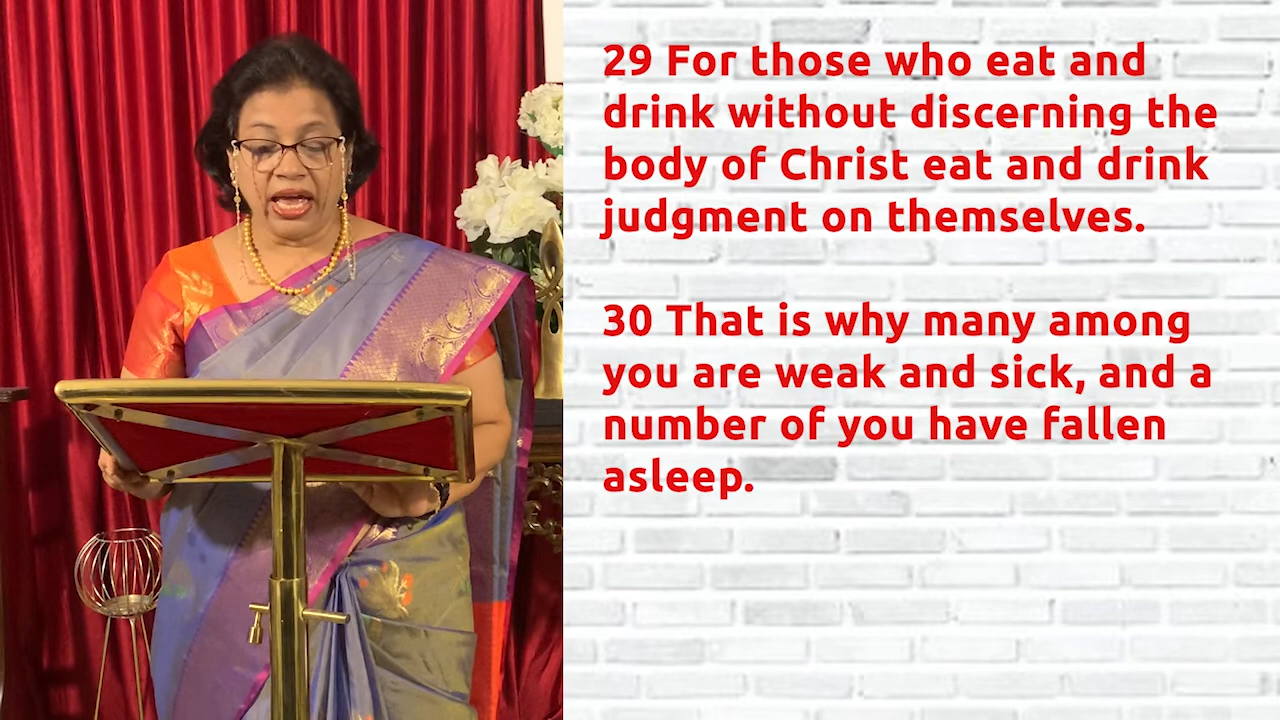 29 For those who eat and
drink without discerning the
body of Christ eat and drink
judgment on themselves.
30 That is why many among
you are weak and sick, and a
number of you have fallen
asleep.